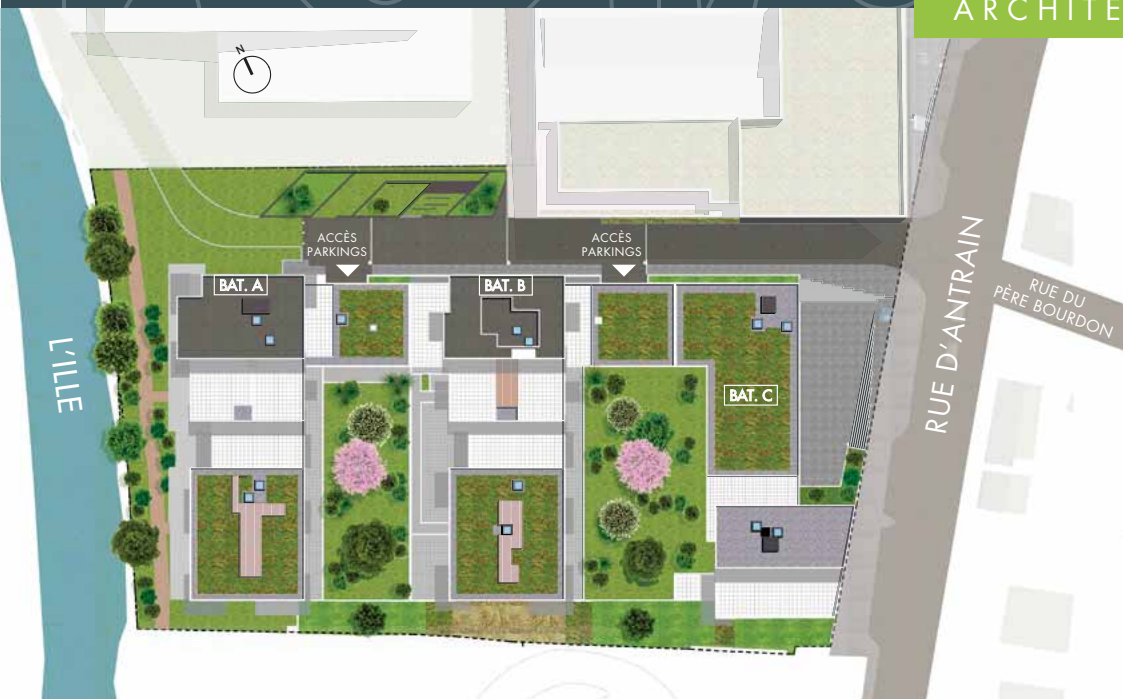 ARCHITE
N
ACCÈS
PARKINGS
ACCÈS
PARKINGS
BAT. A
BAT. B
BAT. C
L'ILLE
RUE D'ANTRAIN
RUE DU
PÈRE BOURDON